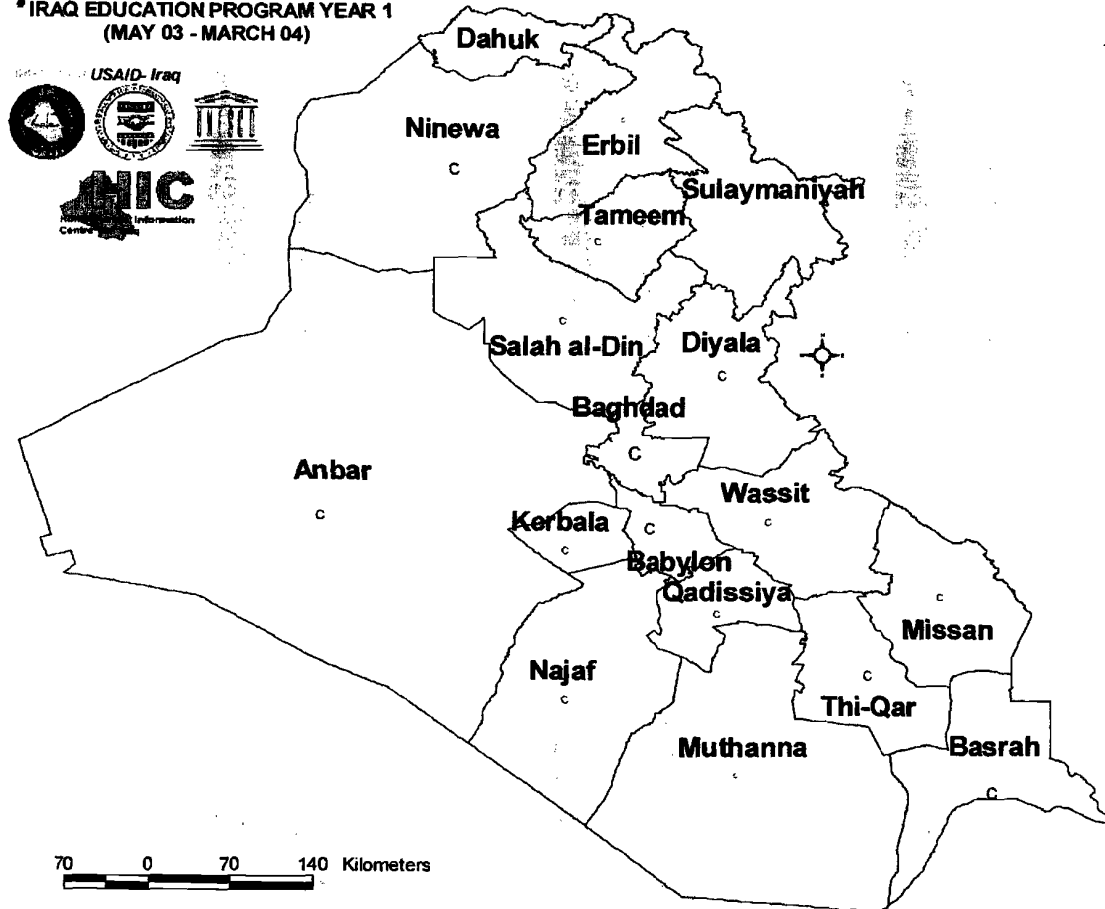 IRAQ EDUCATION PROGRAM YEAR 1
(MAY 03 - MARCH 04)
USAID- Iraq
HIC
Information
Centre
Dahuk
Ninewa
C
Erbil
Sulaymaniyah
Tameem
C
C
Salah al-Din
Diyala
C
Baghdad
C
Anbar
C
Wassit
C
Kerbala
C
C
Babylon
Qadissiya
C
C
Missan
Najaf
C
C
Thi-Qar
Muthanna
Basrah
C
70 0 70 140 Kilometers